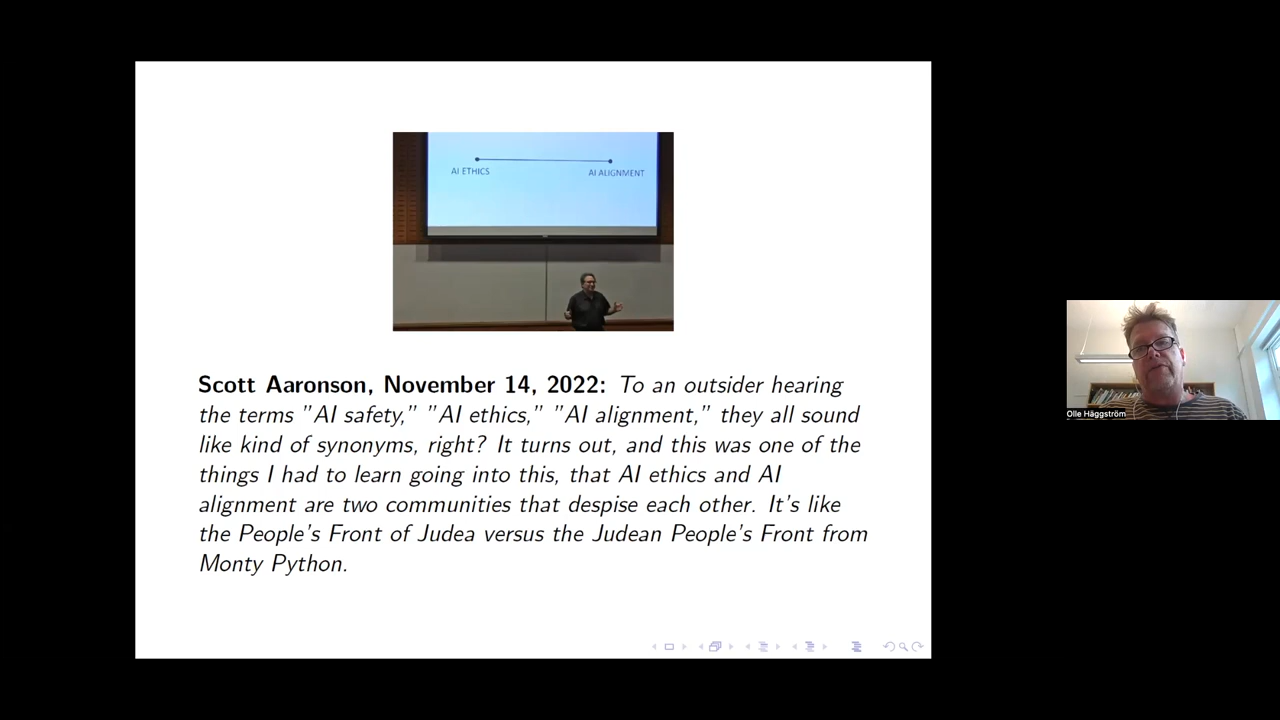 AI ETHICS
AI ALIGNMENT
Scott Aaronson, November 14, 2022: To an outsider hearing
the terms "AI safety," "AI ethics," "AI alignment," they all sound
like kind of synonyms, right? It turns out, and this was one of the
things I had to learn going into this, that AI ethics and AI
alignment are two communities that despise each other. It's like
the People's Front of Judea versus the Judean People's Front from
Monty Python.
Olle Häggström